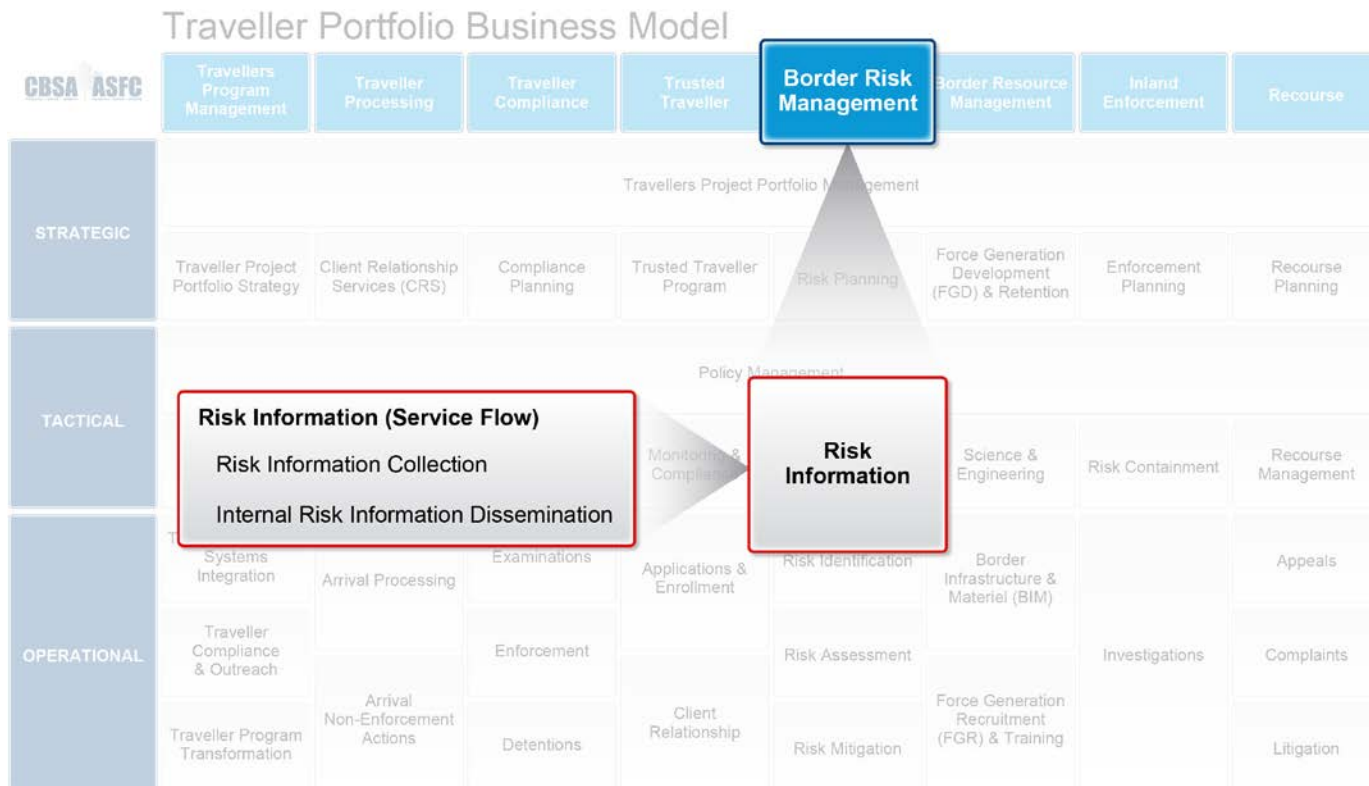 Traveller Portfolio Business Model
CBSA ASFC
Travellers
Program
Management
Traveller
Processing
Traveller
Compliance
Trusted
Traveller
Border Risk
Management
Border Resource
Management
Inland
Enforcement
Recourse
STRATEGIC
Travellers Project Portfolio Management
Traveller Project
Portfolio Strategy
Client Relationship
Services (CRS)
Compliance
Planning
Trusted Traveller
Program
Risk Planning
Force Generation
Development
(FGD) & Retention
Enforcement
Planning
Recourse
Planning
TACTICAL
Policy Management
Risk Information (Service Flow)
Risk Information Collection
Internal Risk Information Dissemination
Monitoring &
Compliance
Risk
Information
Science &
Engineering
Risk Containment
Recourse
Management
OPERATIONAL
Systems
Integration
Arrival Processing
Examinations
Applications &
Enrollment
Risk Identification
Border
Infrastructure &
Materiel (BIM)
Appeals
Traveller
Compliance
& Outreach
Enforcement
Risk Assessment
Investigations
Complaints
Traveller Program
Transformation
Arrival
Non-Enforcement
Actions
Detentions
Client
Relationship
Risk Mitigation
Force Generation
Recruitment
(FGR) & Training
Litigation